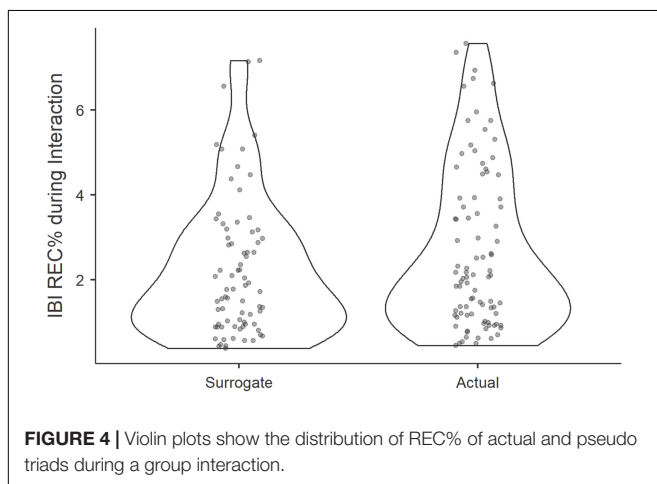 IBI REC% during Interaction
6
4
2
Surrogate Actual
FIGURE 4 | Violin plots show the distribution of REC% of actual and pseudo
triads during a group interaction.